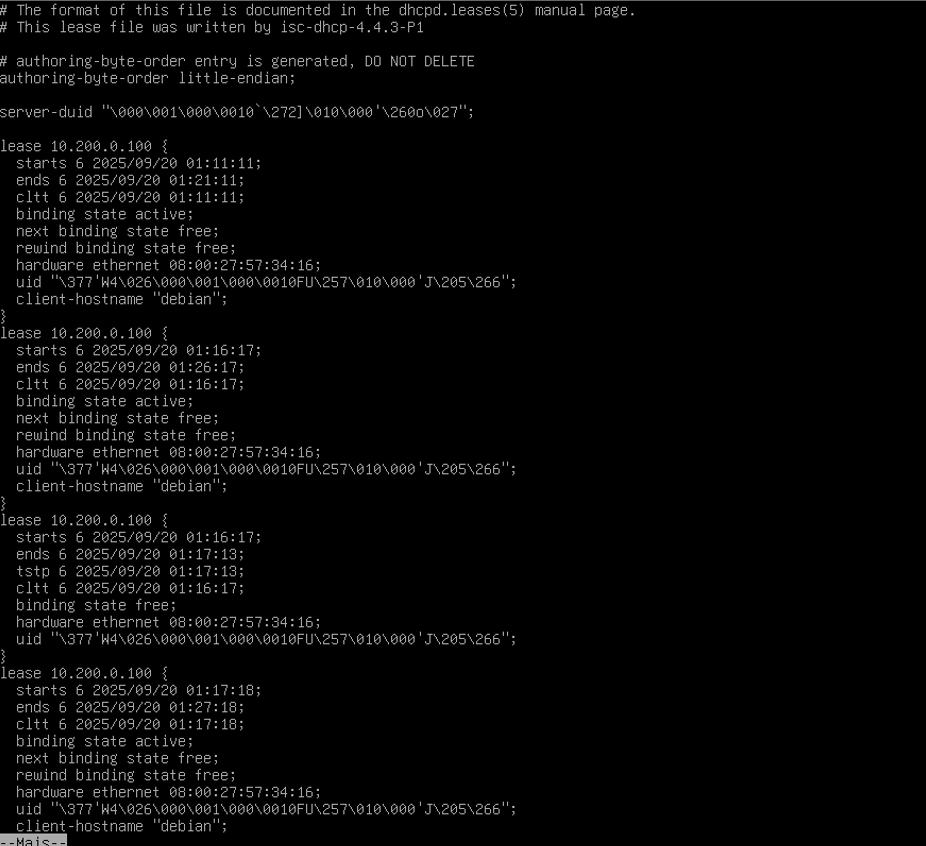 # The format of this file is documented in the dhcpd.leases(5) manual page.
# This lease file was written by isc-dhcp-4.4.3-P1

# authoring-byte-order entry is generated, DO NOT DELETE
authoring-byte-order little-endian;

server-duid "\000\001\000\0010`\272]\010\000'\260o\027";

lease 10.200.0.100 {
  starts 6 2025/09/20 01:11:11;
  ends 6 2025/09/20 01:21:11;
  cltt 6 2025/09/20 01:11:11;
  binding state active;
  next binding state free;
  rewind binding state free;
  hardware ethernet 08:00:27:57:34:16;
  uid "\377'W4\026\000\001\000\0010FU\257\010\000'J\205\266";
  client-hostname "debian";
}
lease 10.200.0.100 {
  starts 6 2025/09/20 01:16:17;
  ends 6 2025/09/20 01:26:17;
  cltt 6 2025/09/20 01:16:17;
  binding state active;
  next binding state free;
  rewind binding state free;
  hardware ethernet 08:00:27:57:34:16;
  uid "\377'W4\026\000\001\000\0010FU\257\010\000'J\205\266";
  client-hostname "debian";
}
lease 10.200.0.100 {
  starts 6 2025/09/20 01:16:17;
  ends 6 2025/09/20 01:17:13;
  tstp 6 2025/09/20 01:17:13;
  cltt 6 2025/09/20 01:16:17;
  binding state free;
  hardware ethernet 08:00:27:57:34:16;
  uid "\377'W4\026\000\001\000\0010FU\257\010\000'J\205\266";
}
lease 10.200.0.100 {
  starts 6 2025/09/20 01:17:18;
  ends 6 2025/09/20 01:27:18;
  cltt 6 2025/09/20 01:17:18;
  binding state active;
  next binding state free;
  rewind binding state free;
  hardware ethernet 08:00:27:57:34:16;
  uid "\377'W4\026\000\001\000\0010FU\257\010\000'J\205\266";
  client-hostname "debian";
--Mais--